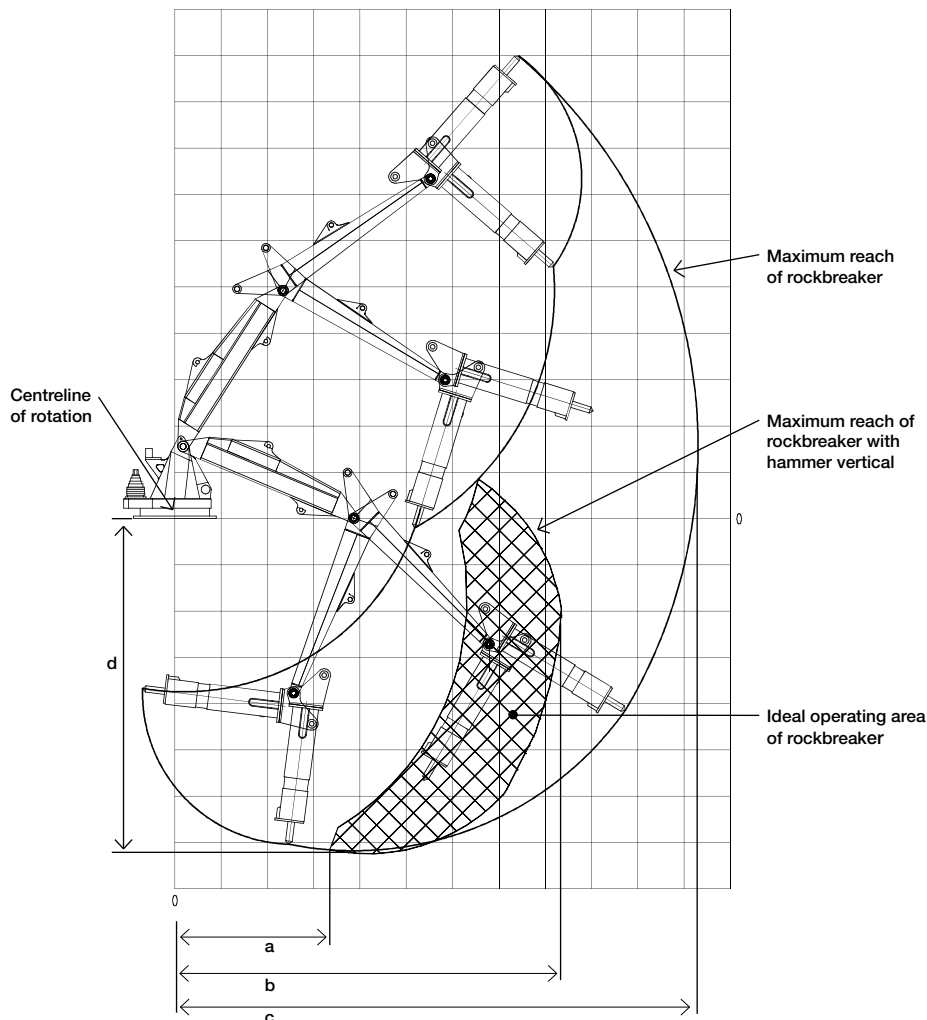 Maximum reach
of rockbreaker
Centreline
of rotation
Maximum reach of
rockbreaker with
hammer vertical
0
d
Ideal operating area
of rockbreaker
0
a
b
c